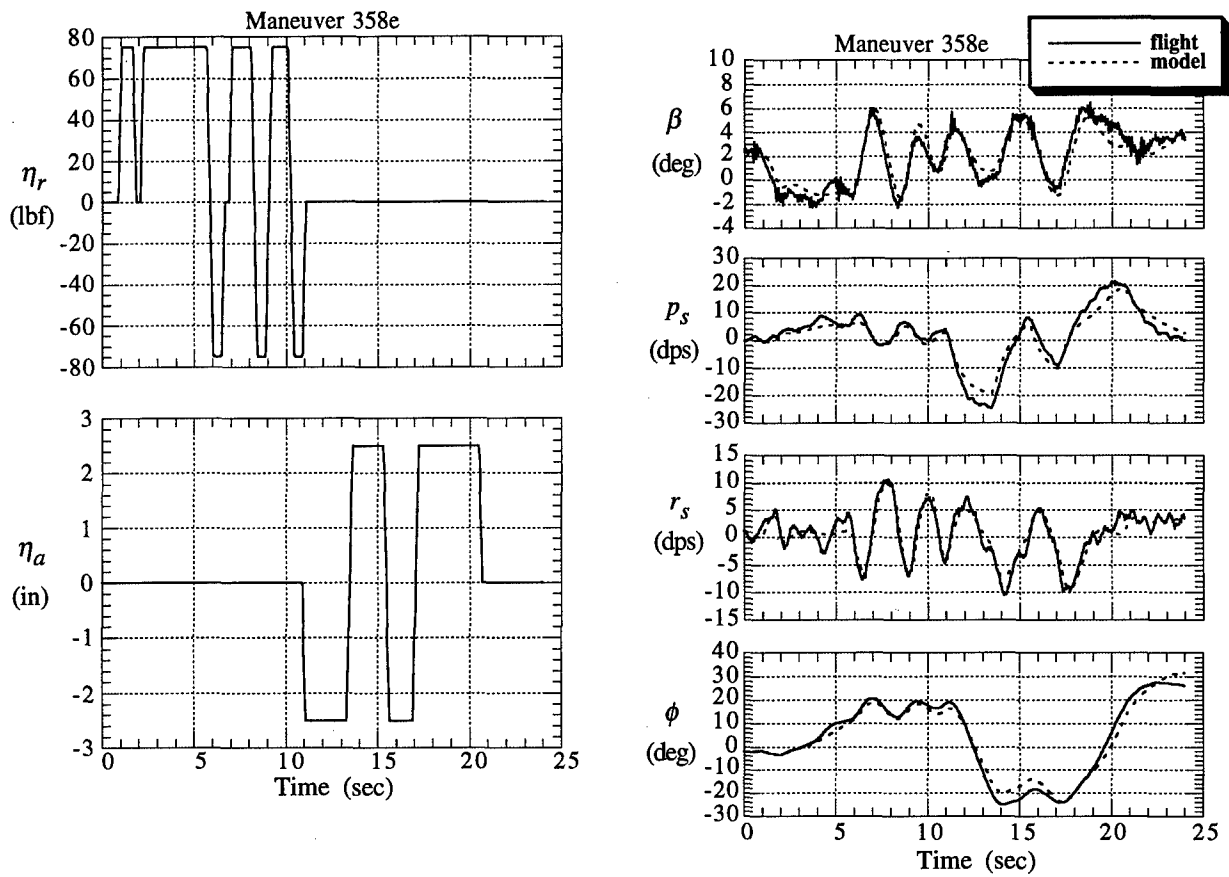 Maneuver 358e
80
60
40
20
0
-20
-40
-60
-80
η_r
(lbf)
3
2
1
0
-1
-2
-3
η_a
(in)
0 5 10 15 20 25
Time (sec)
flight
model
Maneuver 358e
10
8
6
4
2
0
-2
-4
β
(deg)
30
20
10
0
-10
-20
-30
p_s
(dps)
15
10
5
0
-5
-10
-15
r_s
(dps)
40
30
20
10
0
-10
-20
-30
ϕ
(deg)
0 5 10 15 20 25
Time (sec)